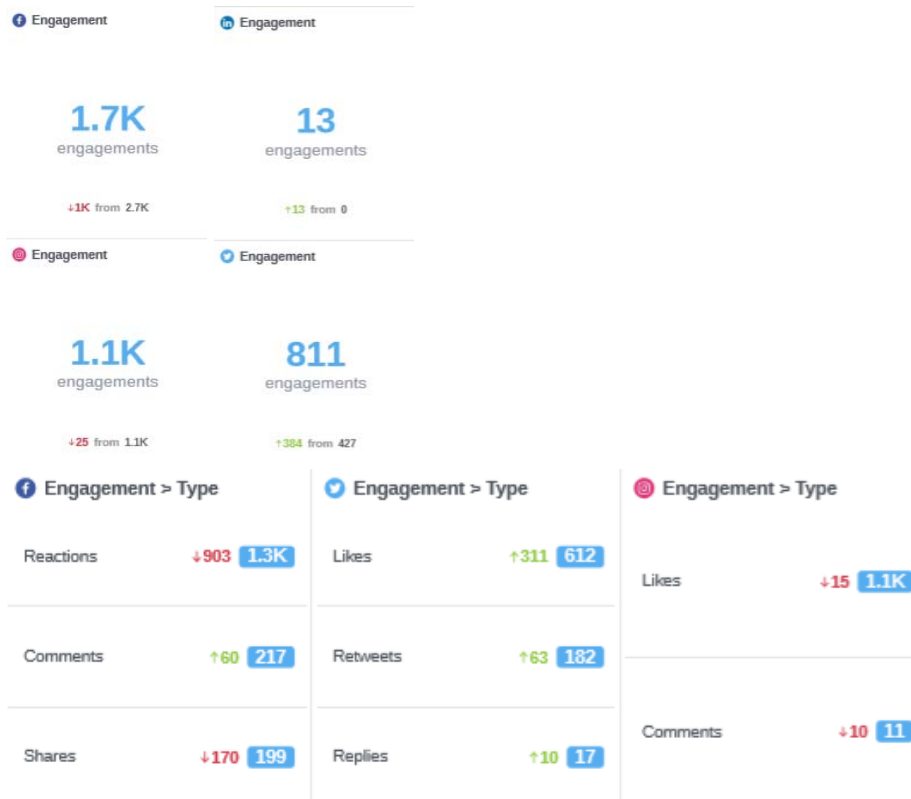 Engagement
Engagement
1.7K
engagements
13
engagements
↓1K from 2.7K
↑13 from 0
Engagement
Engagement
1.1K
engagements
811
engagements
↓25 from 1.1K
↑384 from 427
Engagement > Type
Reactions ↓903 1.3K
Comments ↑60 217
Shares ↓170 199
Engagement > Type
Likes ↑311 612
Retweets ↑63 182
Replies ↑10 17
Engagement > Type
Likes ↓15 1.1K
Comments ↓10 11